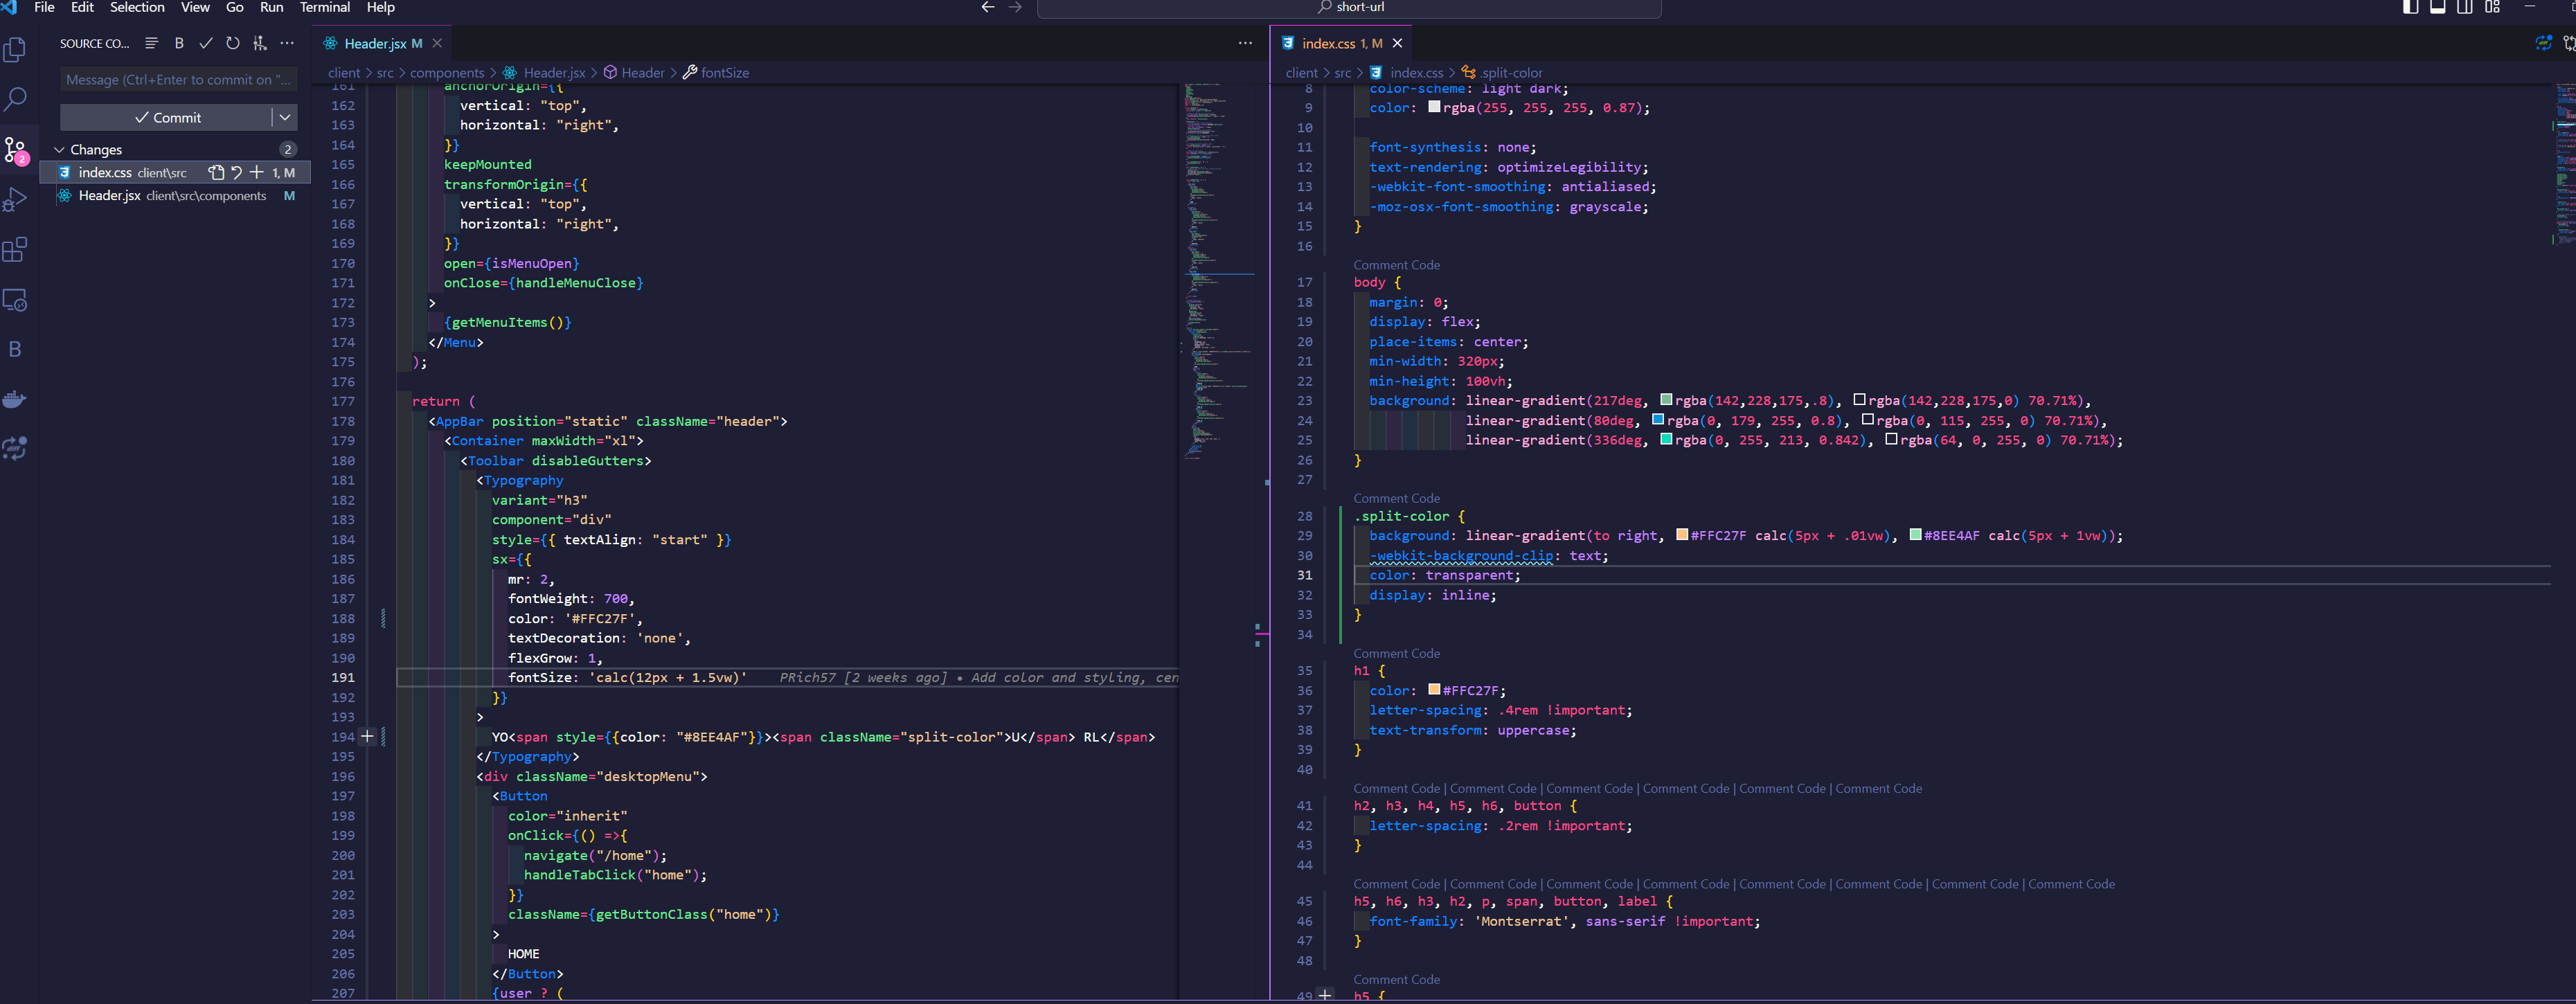 File Edit Selection View Go Run Terminal Help
short-url
SOURCE CO... B
Message (Ctrl+Enter to commit on "...
Commit
Changes 2
index.css client\src 1, M
Header.jsx client\src\components M
2
B
Header.jsx M
client > src > components > Header.jsx > Header > fontSize
161 anchorOrigin={{
162 vertical: "top",
163 horizontal: "right",
164 }}
165 keepMounted
166 transformOrigin={{
167 vertical: "top",
168 horizontal: "right",
169 }}
170 open={isMenuOpen}
171 onClose={handleMenuClose}
172 >
173 {getMenuItems()}
174 </Menu>
175 );
176
177 return (
178 <AppBar position="static" className="header">
179 <Container maxWidth="xl">
180 <Toolbar disableGutters>
181 <Typography
182 variant="h3"
183 component="div"
184 style={{ textAlign: "start" }}
185 sx={{
186 mr: 2,
187 fontWeight: 700,
188 color: '#FFC27F',
189 textDecoration: 'none',
190 flexGrow: 1,
191 fontSize: 'calc(12px + 1.5vw)' PRich57 [2 weeks ago] • Add color and styling, cen
192 }}
193 >
194 YO<span style={{color: "#8EE4AF"}}><span className="split-color">U</span> RL</span>
195 </Typography>
196 <div className="desktopMenu">
197 <Button
198 color="inherit"
199 onClick={() =>{
200 navigate("/home");
201 handleTabClick("home");
202 }}
203 className={getButtonClass("home")}
204 >
205 HOME
206 </Button>
207 {user ? (
index.css 1, M
client > src > index.css > .split-color
8 color-scheme: light dark;
9 color: rgba(255, 255, 255, 0.87);
10
11 font-synthesis: none;
12 text-rendering: optimizeLegibility;
13 -webkit-font-smoothing: antialiased;
14 -moz-osx-font-smoothing: grayscale;
15 }
16
Comment Code
17 body {
18 margin: 0;
19 display: flex;
20 place-items: center;
21 min-width: 320px;
22 min-height: 100vh;
23 background: linear-gradient(217deg, rgba(142,228,175,.8), rgba(142,228,175,0) 70.71%),
24 linear-gradient(80deg, rgba(0, 179, 255, 0.8), rgba(0, 115, 255, 0) 70.71%),
25 linear-gradient(336deg, rgba(0, 255, 213, 0.842), rgba(64, 0, 255, 0) 70.71%);
26 }
27
Comment Code
28 .split-color {
29 background: linear-gradient(to right, #FFC27F calc(5px + .01vw), #8EE4AF calc(5px + 1vw));
30 -webkit-background-clip: text;
31 color: transparent;
32 display: inline;
33 }
34
Comment Code
35 h1 {
36 color: #FFC27F;
37 letter-spacing: .4rem !important;
38 text-transform: uppercase;
39 }
40
Comment Code | Comment Code | Comment Code | Comment Code | Comment Code | Comment Code
41 h2, h3, h4, h5, h6, button {
42 letter-spacing: .2rem !important;
43 }
44
Comment Code | Comment Code | Comment Code | Comment Code | Comment Code | Comment Code | Comment Code | Comment Code
45 h5, h6, h3, h2, p, span, button, label {
46 font-family: 'Montserrat', sans-serif !important;
47 }
48
Comment Code
49 h5 {